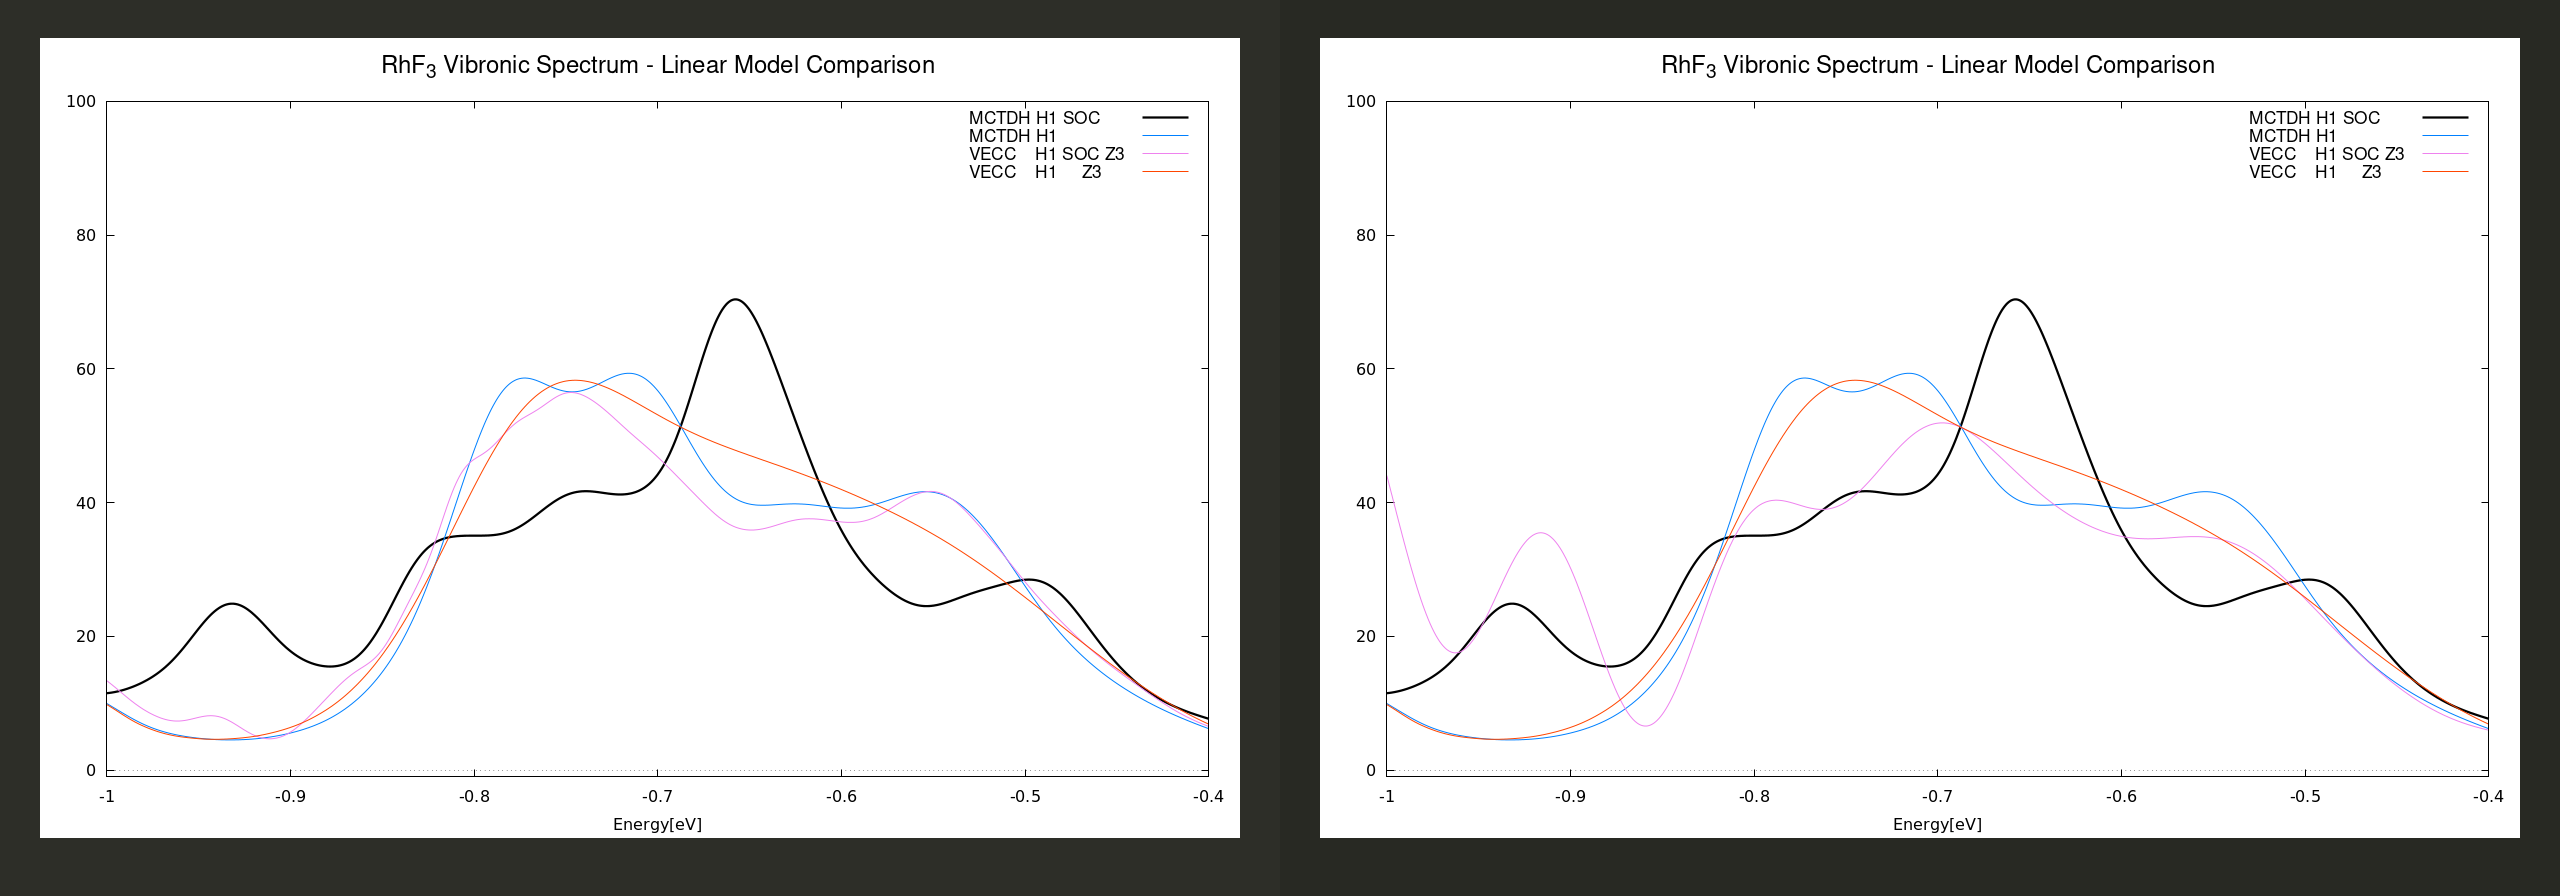 RhF3 Vibronic Spectrum - Linear Model Comparison
100
80
60
40
20
0
MCTDH H1 SOC
MCTDH H1
VECC H1 SOC Z3
VECC H1 Z3
-1 -0.9 -0.8 -0.7 -0.6 -0.5 -0.4
Energy[eV]
RhF3 Vibronic Spectrum - Linear Model Comparison
100
80
60
40
20
0
MCTDH H1 SOC
MCTDH H1
VECC H1 SOC Z3
VECC H1 Z3
-1 -0.9 -0.8 -0.7 -0.6 -0.5 -0.4
Energy[eV]